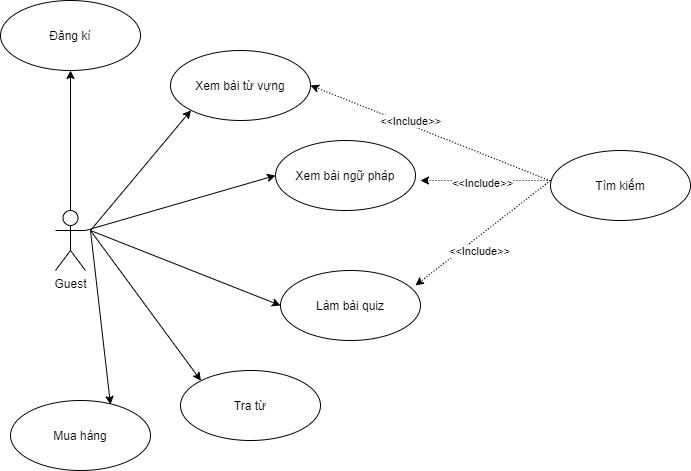 Đăng kí
Xem bài từ vựng
<<Include>>
Xem bài ngữ pháp
<<Include>>
Tìm kiếm
Guest
<<Include>>
Làm bài quiz
Tra từ
Mua hàng